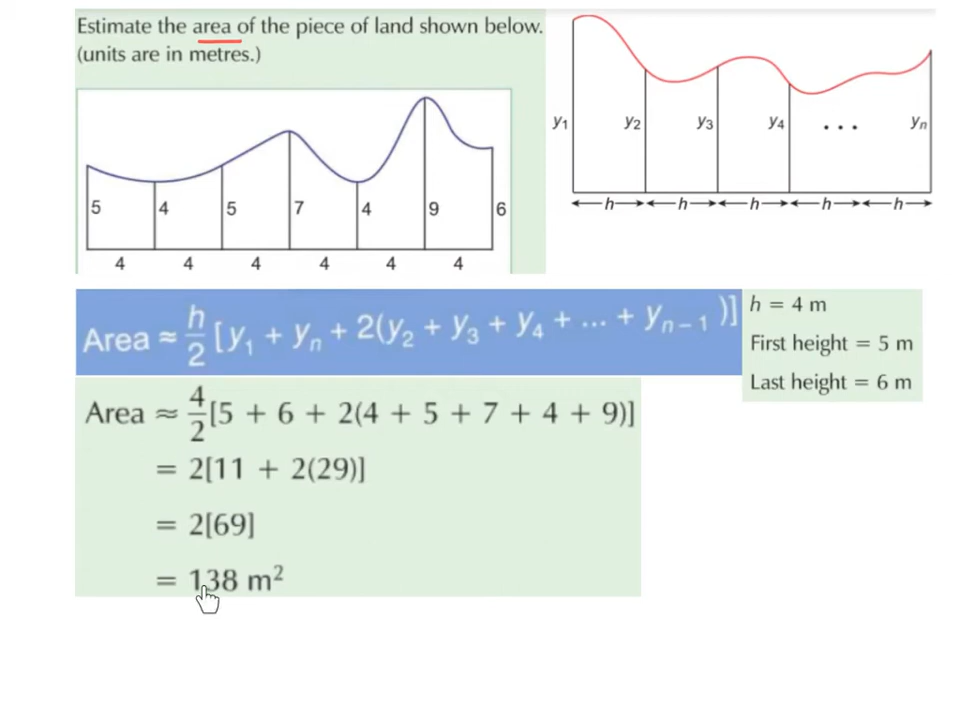 Estimate the area of the piece of land shown below.
(units are in metres.)
5 4 5 7 4 9 6
4 4 4 4 4 4
y₁ y₂ y₃ y₄ ... yₙ
h h h h h
Area ≈ h/2 [y₁ + yₙ + 2(y₂ + y₃ + y₄ + ... + yₙ₋₁)]
h = 4 m
First height = 5 m
Last height = 6 m
Area ≈ 4/2[5 + 6 + 2(4 + 5 + 7 + 4 + 9)]
= 2[11 + 2(29)]
= 2[69]
= 138 m²